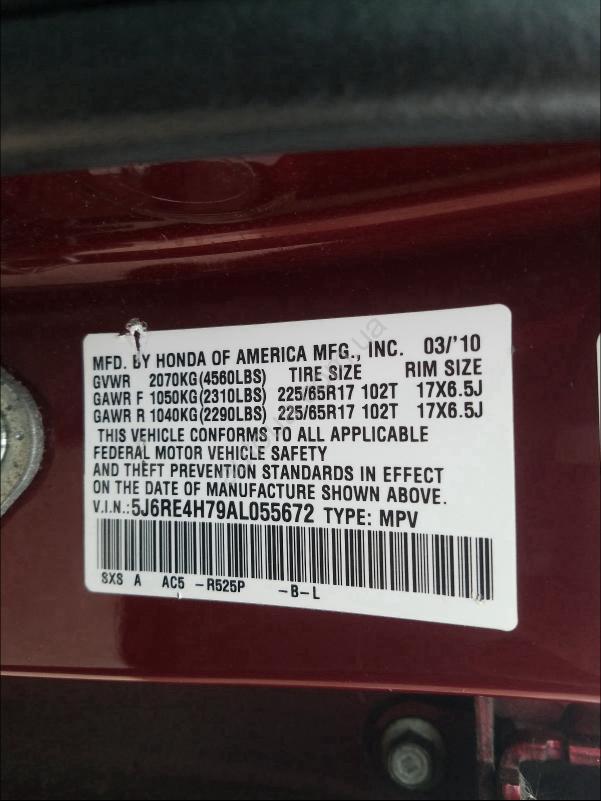 MFD. BY HONDA OF AMERICA MFG., INC. 03/'10
GVWR 2070KG(4560LBS) TIRE SIZE RIM SIZE
GAWR F 1050KG(2310LBS) 225/65R17 102T 17X6.5J
GAWR R 1040KG(2290LBS) 225/65R17 102T 17X6.5J
THIS VEHICLE CONFORMS TO ALL APPLICABLE
FEDERAL MOTOR VEHICLE SAFETY
AND THEFT PREVENTION STANDARDS IN EFFECT
ON THE DATE OF MANUFACTURE SHOWN ABOVE.
V.I.N.:5J6RE4H79AL055672 TYPE: MPV
SXS A AC5 -R525P -B-L